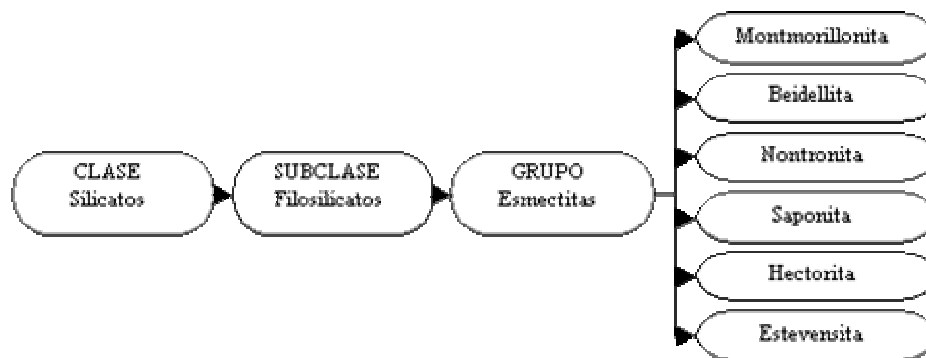 CLASE
Silicatos
SUBCLASE
Filosilicatos
GRUPO
Esmectitas
Montmorillonita
Beidellita
Nontronita
Saponita
Hectorita
Estevensita